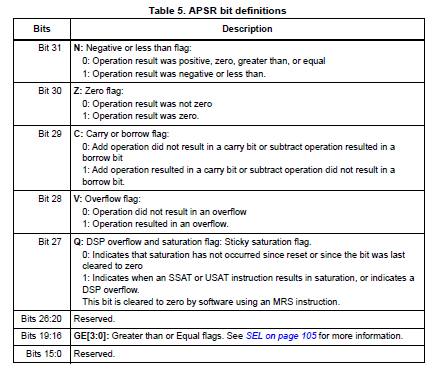 Table 5. APSR bit definitions
Bits Description
Bit 31 N: Negative or less than flag:
0: Operation result was positive, zero, greater than, or equal
1: Operation result was negative or less than.
Bit 30 Z: Zero flag:
0: Operation result was not zero
1: Operation result was zero.
Bit 29 C: Carry or borrow flag:
0: Add operation did not result in a carry bit or subtract operation resulted in a
borrow bit
1: Add operation resulted in a carry bit or subtract operation did not result in a
borrow bit.
Bit 28 V: Overflow flag:
0: Operation did not result in an overflow
1: Operation resulted in an overflow.
Bit 27 Q: DSP overflow and saturation flag: Sticky saturation flag.
0: Indicates that saturation has not occurred since reset or since the bit was last
cleared to zero
1: Indicates when an SSAT or USAT instruction results in saturation, or indicates a
DSP overflow.
This bit is cleared to zero by software using an MRS instruction.
Bits 26:20 Reserved.
Bits 19:16 GE[3:0]: Greater than or Equal flags. See SEL on page 105 for more information.
Bits 15:0 Reserved.